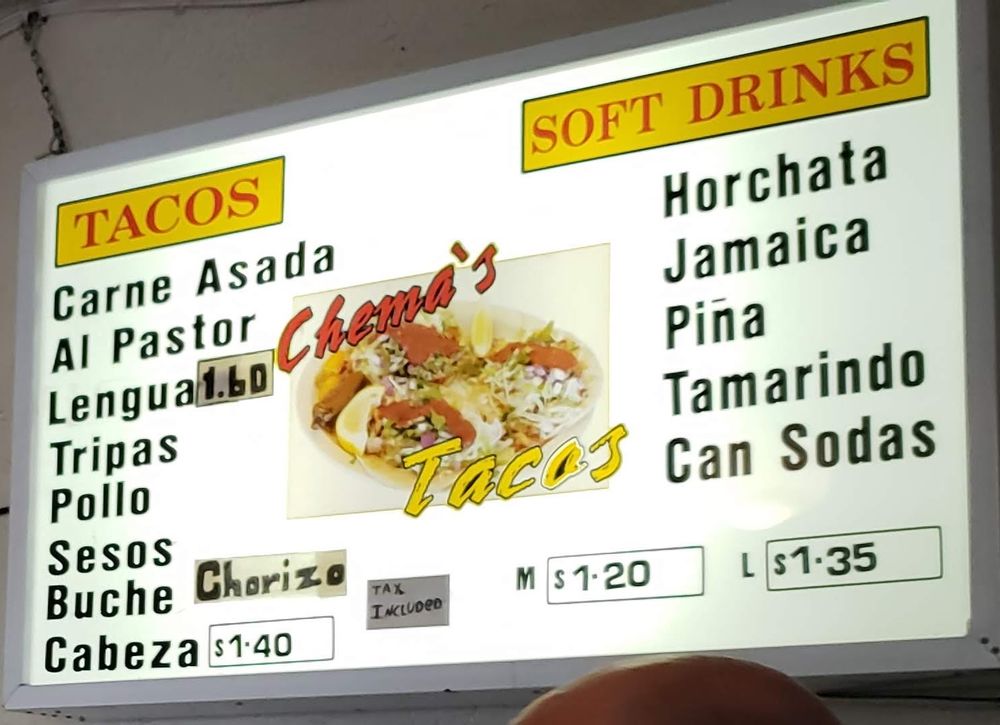 TACOS
Carne Asada
Al Pastor
Lengua 1.60
Tripas
Pollo
Sesos
Buche Chorizo
Cabeza $1.40
TAX
INCLUDED
Chema's
Tacos
SOFT DRINKS
Horchata
Jamaica
Piña
Tamarindo
Can Sodas
M $1.20 L $1.35